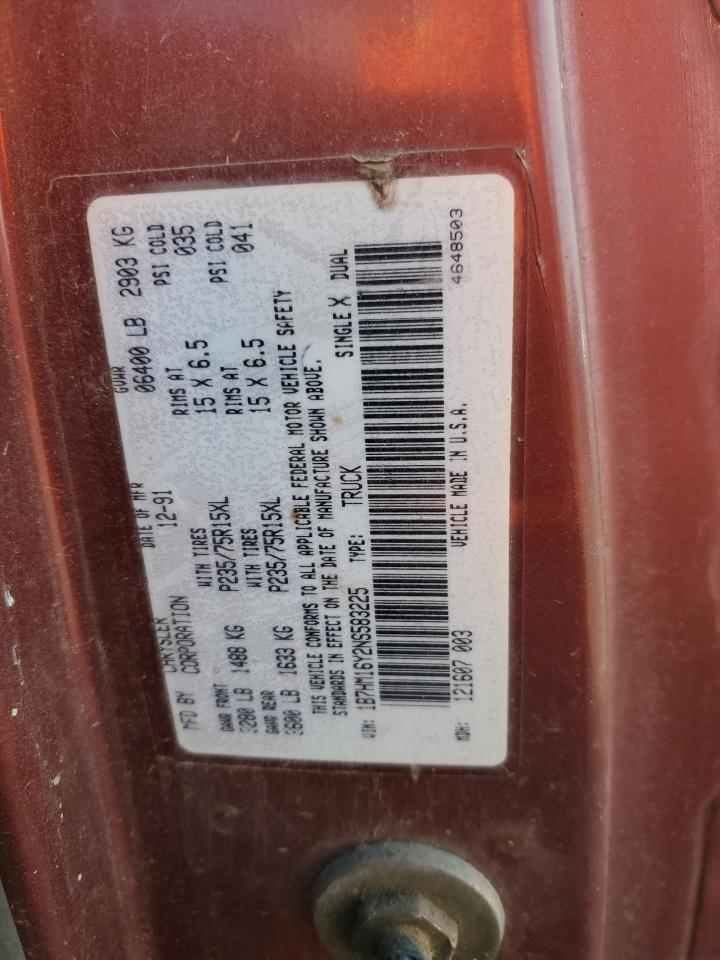 MFD BY CHRYSLER CORPORATION DATE OF MFR 12-91 GVWR 06400 LB 2903 KG
GAWR FRONT WITH TIRES RIMS AT PSI COLD
3280 LB 1488 KG P235/75R15XL 15 X 6.5 035
GAWR REAR WITH TIRES RIMS AT PSI COLD
3600 LB 1633 KG P235/75R15XL 15 X 6.5 041
THIS VEHICLE CONFORMS TO ALL APPLICABLE FEDERAL MOTOR VEHICLE SAFETY
STANDARDS IN EFFECT ON THE DATE OF MANUFACTURE SHOWN ABOVE.
VIN: 1B7HM16Y2NS583225 TYPE: TRUCK SINGLE X DUAL
MDH: 121607 003 VEHICLE MADE IN U.S.A. 4648503